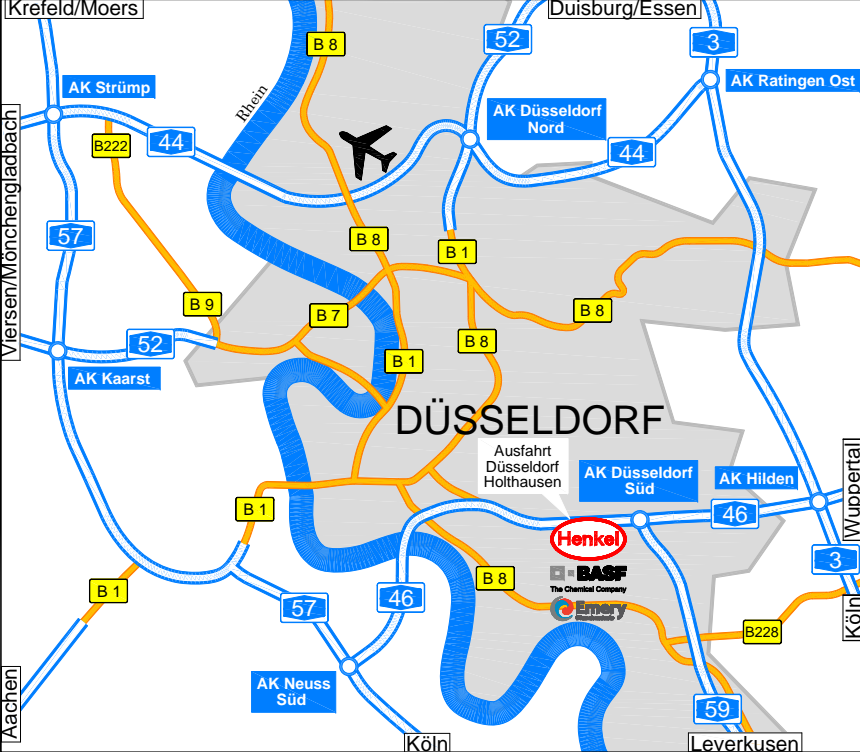 Krefeld/Moers
Duisburg/Essen
B 8
52
3
AK Strümp
AK Ratingen Ost
Rhein
AK Düsseldorf
Nord
B222
44
44
Viersen/Mönchengladbach
57
B 8
B 1
B 9
B 7
B 8
52
B 8
B 1
AK Kaarst
DÜSSELDORF
Ausfahrt
Düsseldorf
Holthausen
AK Düsseldorf
Süd
AK Hilden
Wuppertal
B 1
46
Henkel
3
BASF
The Chemical Company
B 8
B 1
57
46
Emery
Köln
B228
AK Neuss
Süd
Aachen
59
Köln
Leverkusen